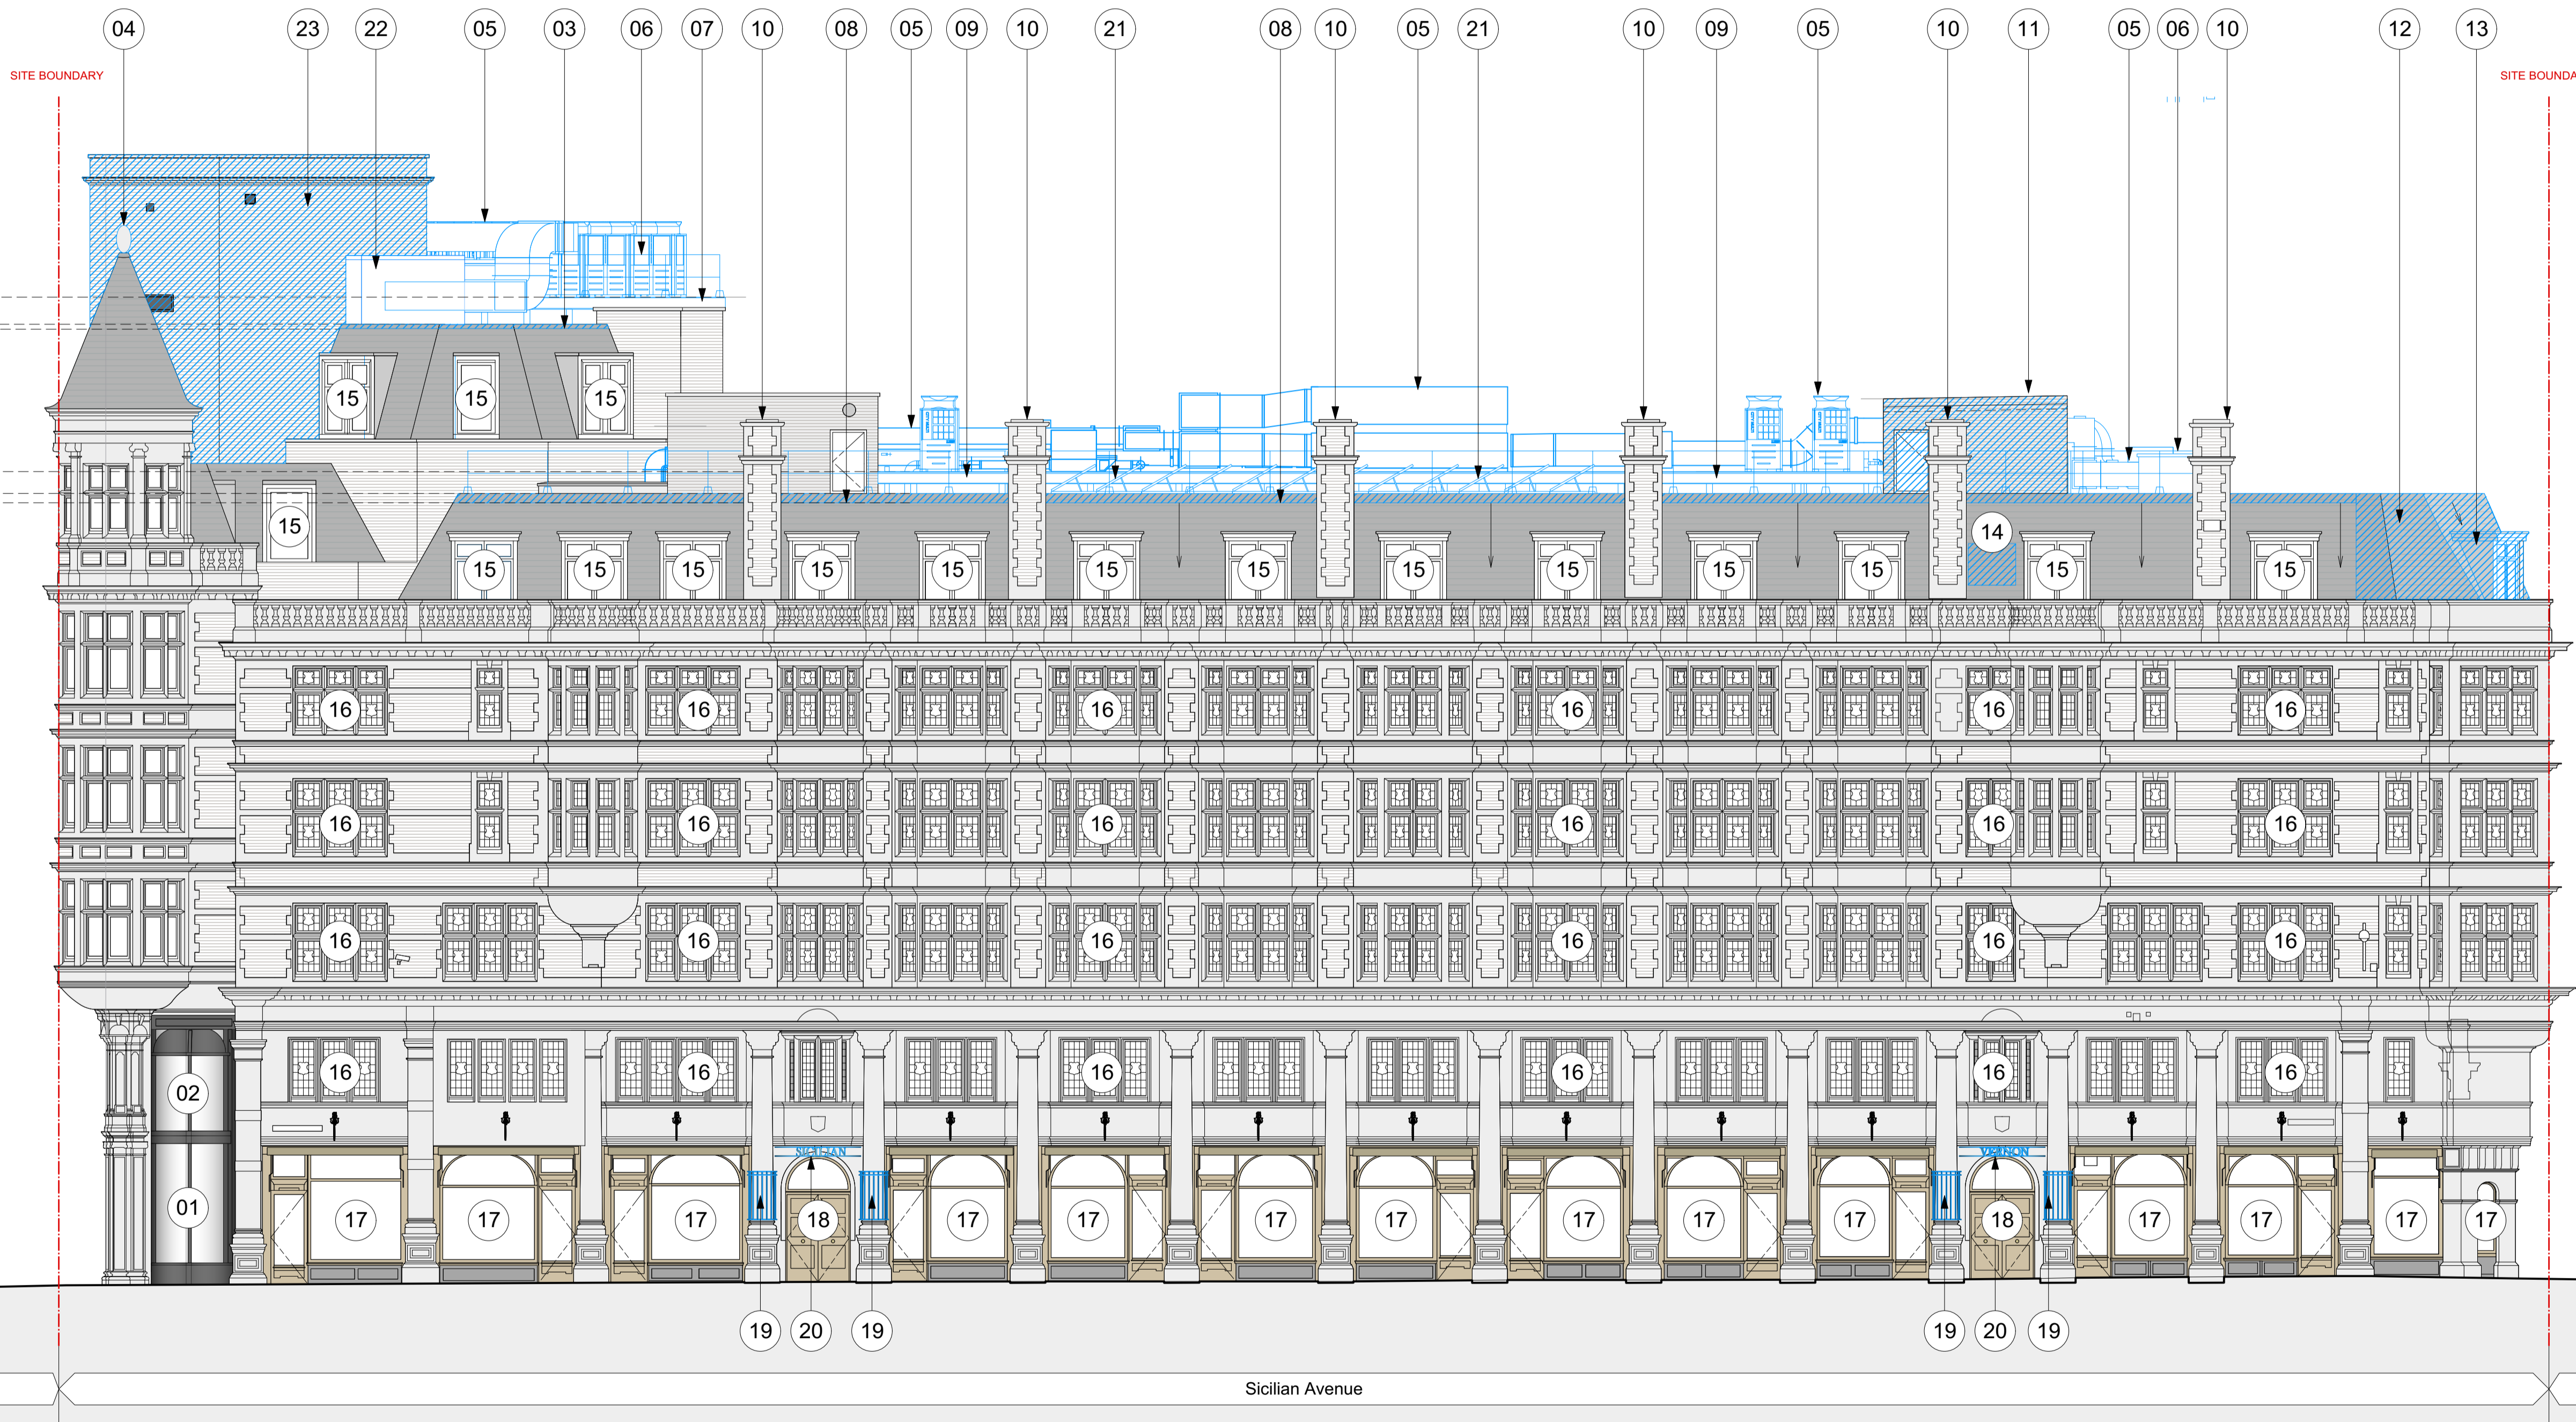 04 23 22 05 03 06 07 10 08 05 09 10 21 08 10 05 21 10 09 05 10 11 05 06 10 12 13
SITE BOUNDARY SITE BOUNDA
15 15 15
15 14
15 15 15 15 15 15 15 15 15 15 15 15 15
16 16 16 16 16 16
16 16 16 16 16 16
16 16 16 16 16 16
16 16 16 16 16 16
02
SICILIAN VERNON
01 17 17 17 18 17 17 17 17 17 17 17 18 17 17 17 17
19 20 19 19 20 19
Sicilian Avenue